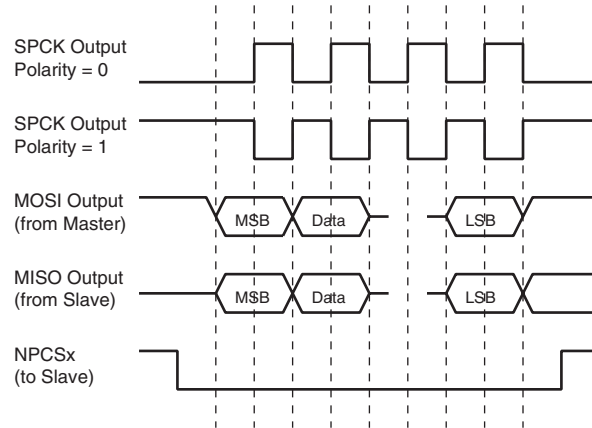 SPCK Output
Polarity = 0
SPCK Output
Polarity = 1
MOSI Output
(from Master)
MSB Data LSB
MISO Output
(from Slave)
MSB Data LSB
NPCSx
(to Slave)